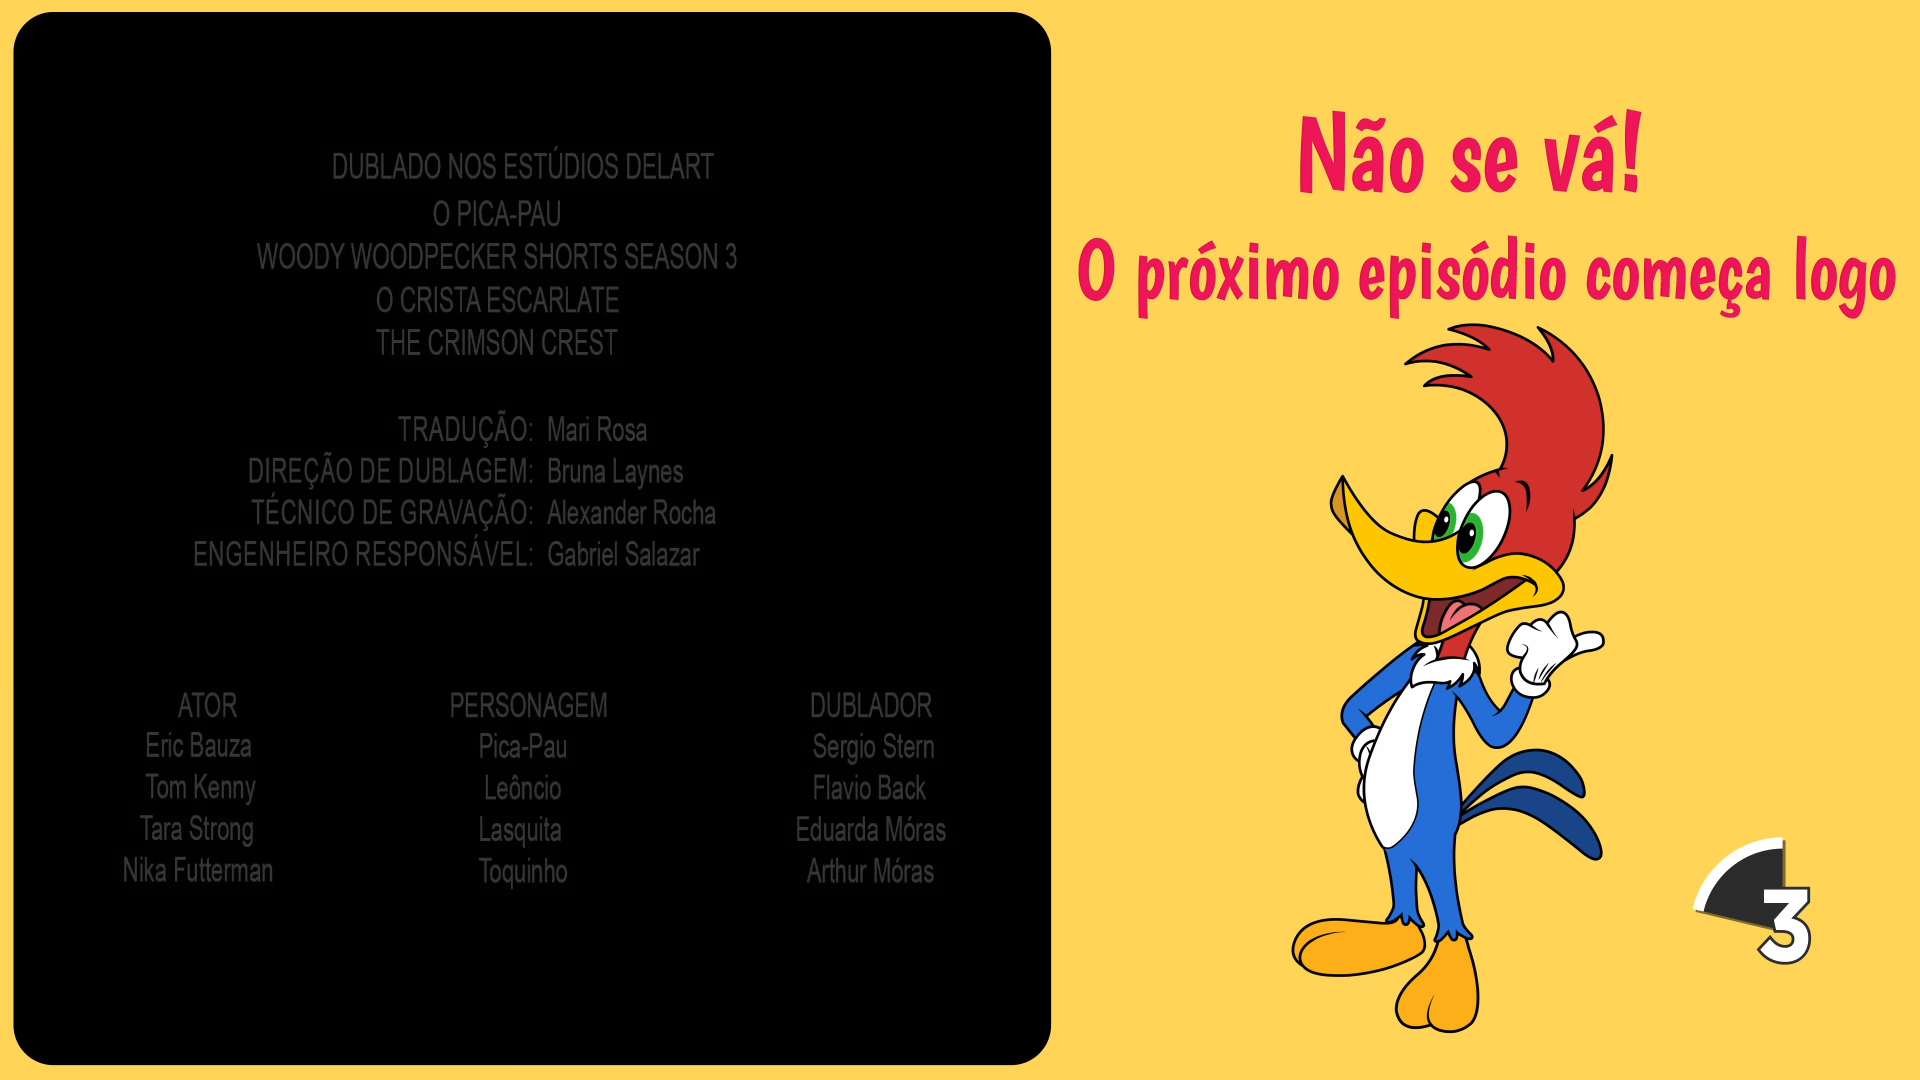 DUBLADO NOS ESTÚDIOS DELART
O PICA-PAU
WOODY WOODPECKER SHORTS SEASON 3
O CRISTA ESCARLATE
THE CRIMSON CREST
TRADUÇÃO: Mari Rosa
DIREÇÃO DE DUBLAGEM: Bruna Laynes
TÉCNICO DE GRAVAÇÃO: Alexander Rocha
ENGENHEIRO RESPONSÁVEL: Gabriel Salazar
ATOR PERSONAGEM DUBLADOR
Eric Bauza Pica-Pau Sergio Stern
Tom Kenny Leôncio Flavio Back
Tara Strong Lasquita Eduarda Móras
Nika Futterman Toquinho Arthur Móras
Não se vá!
O próximo episódio começa logo
3